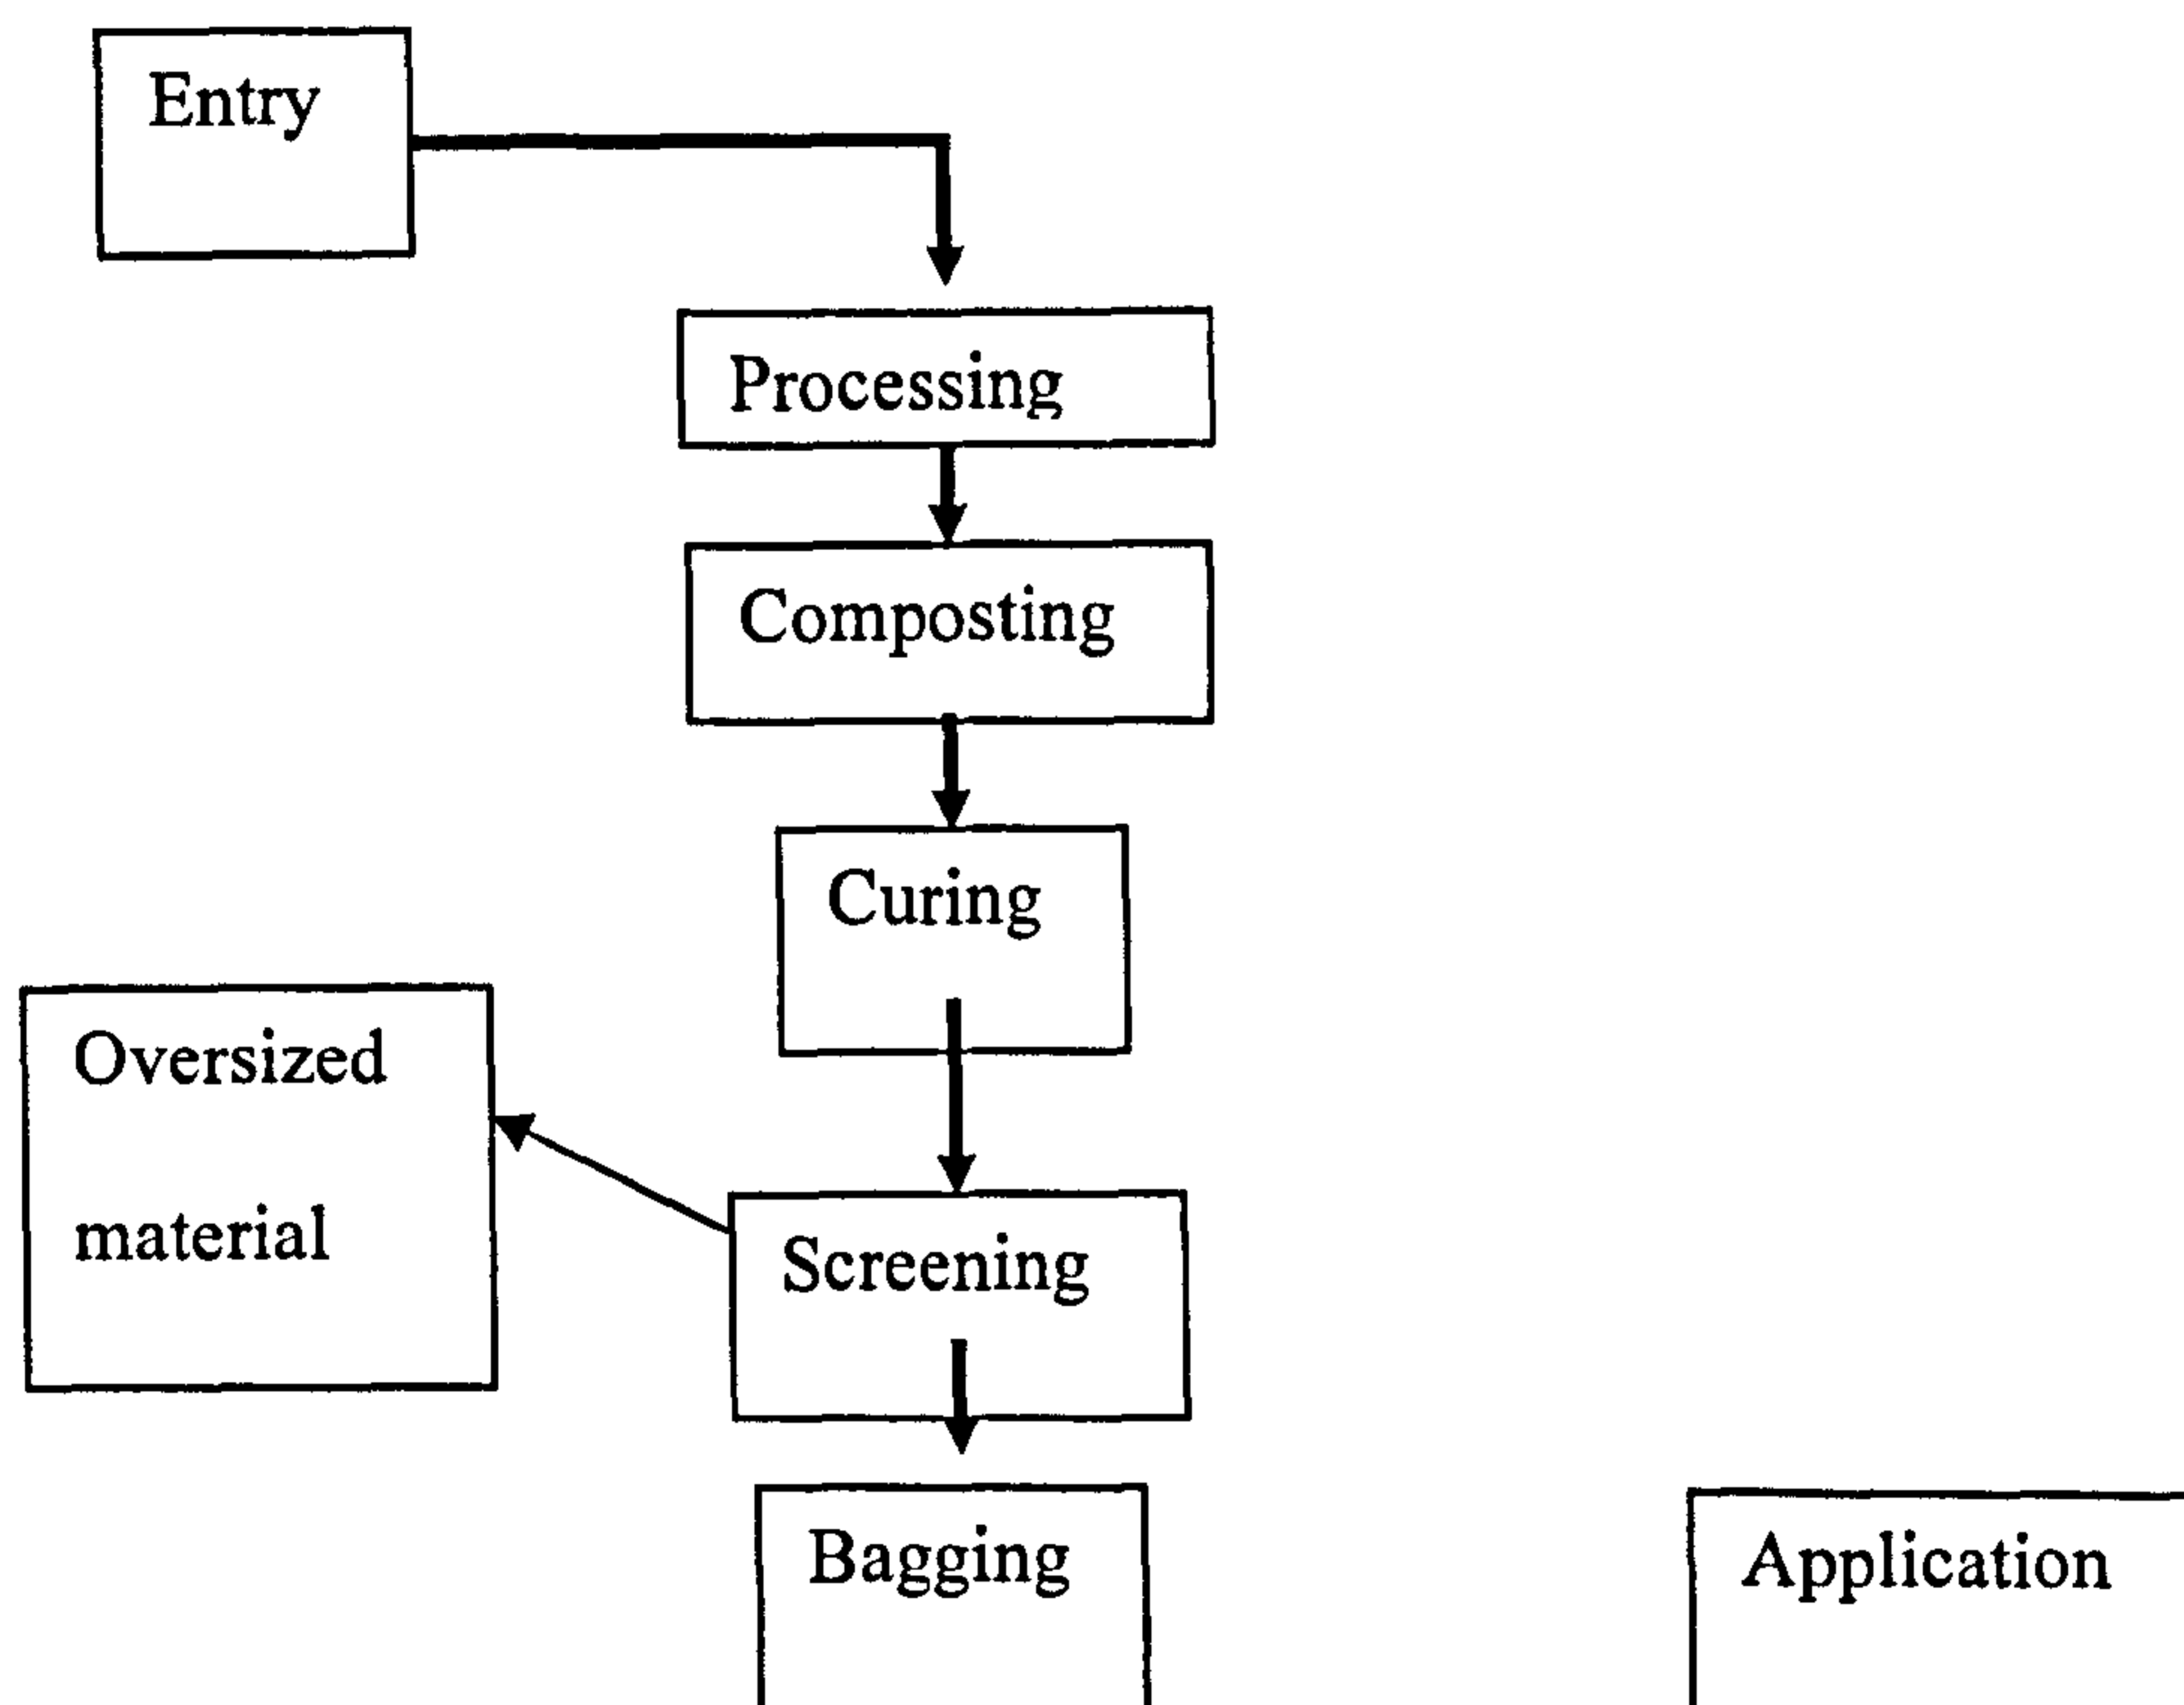 Entry
Processing
Composting
Curing
Oversized
material
Screening
Bagging
Application